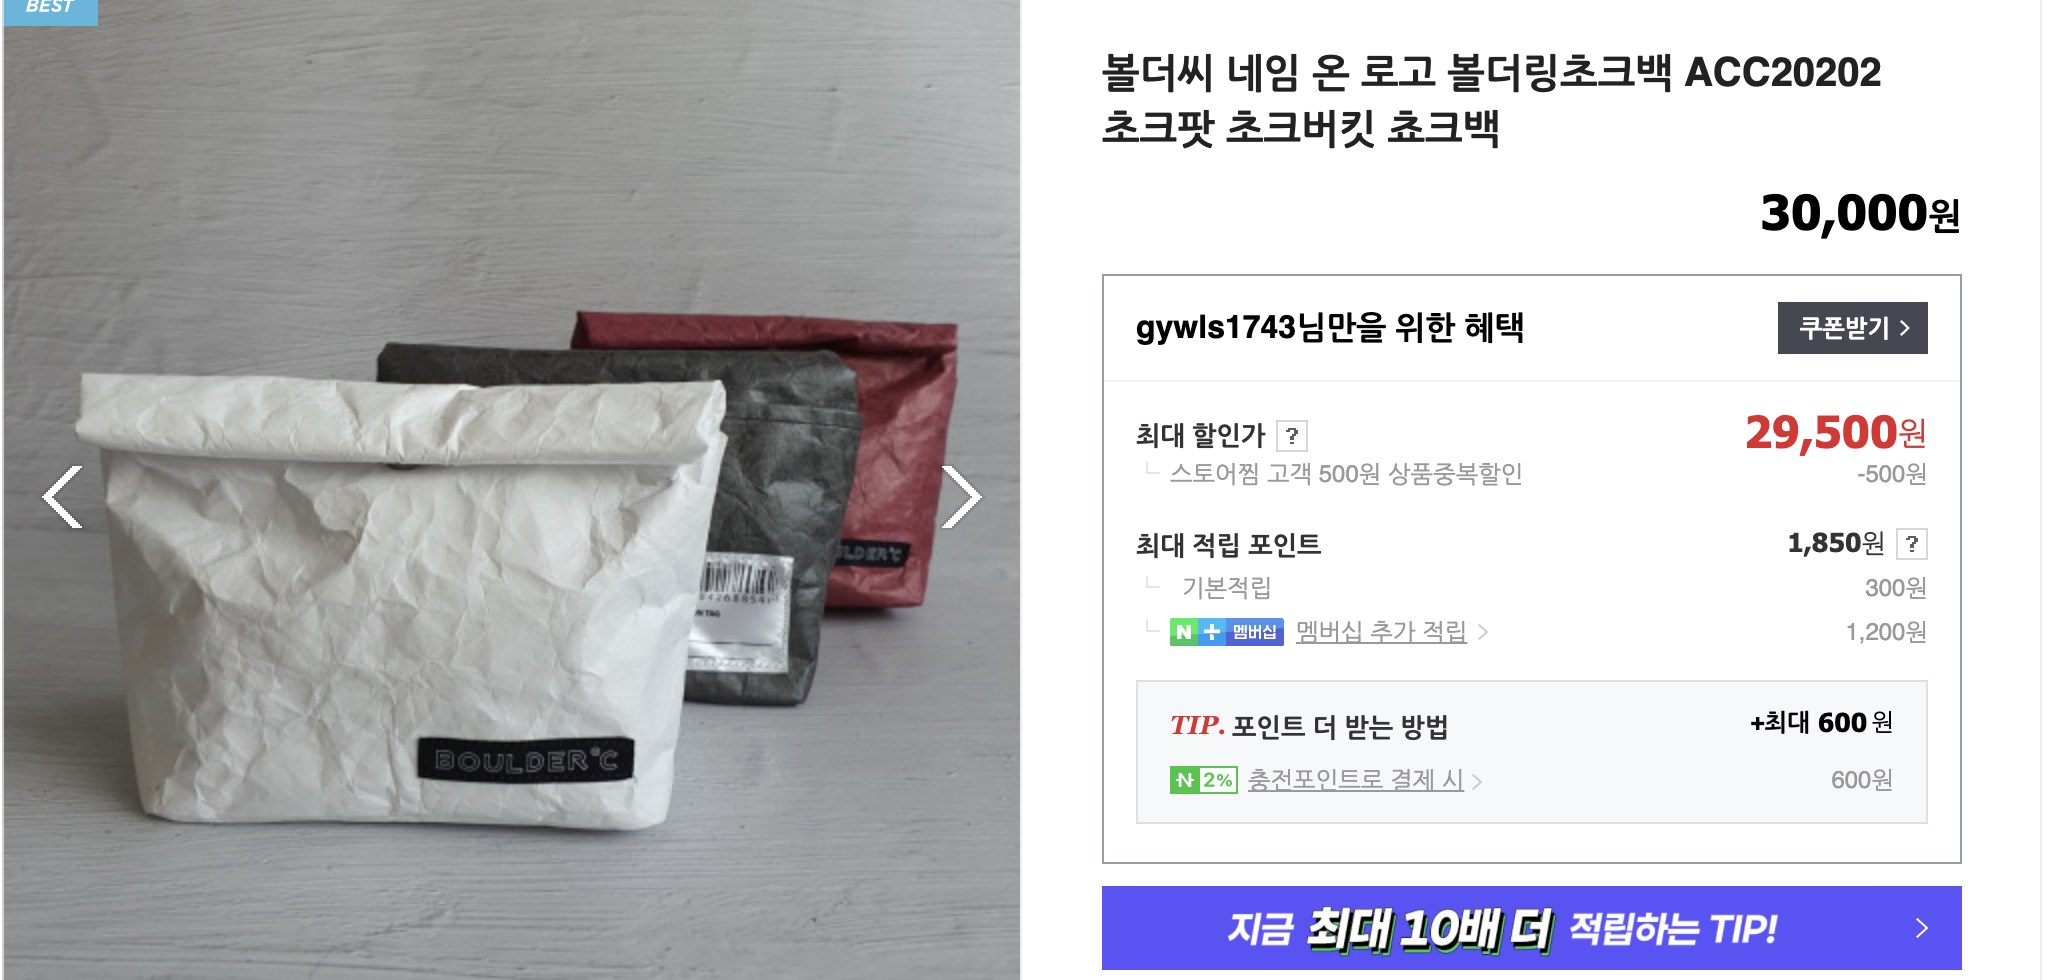 BEST
볼더씨 네임 온 로고 볼더링초크백 ACC20202
초크팟 초크버킷 쵸크백
30,000원
gywls1743님만을 위한 혜택
쿠폰받기
최대 할인가 ?
29,500원
스토어찜 고객 500원 상품중복할인
-500원
최대 적립 포인트
1,850원 ?
기본적립
300원
N + 멤버십 멤버십 추가 적립
1,200원
TIP. 포인트 더 받는 방법
+최대 600원
N 2% 충전포인트로 결제 시
600원
지금 최대 10배 더 적립하는 TIP!
BOULDER°C